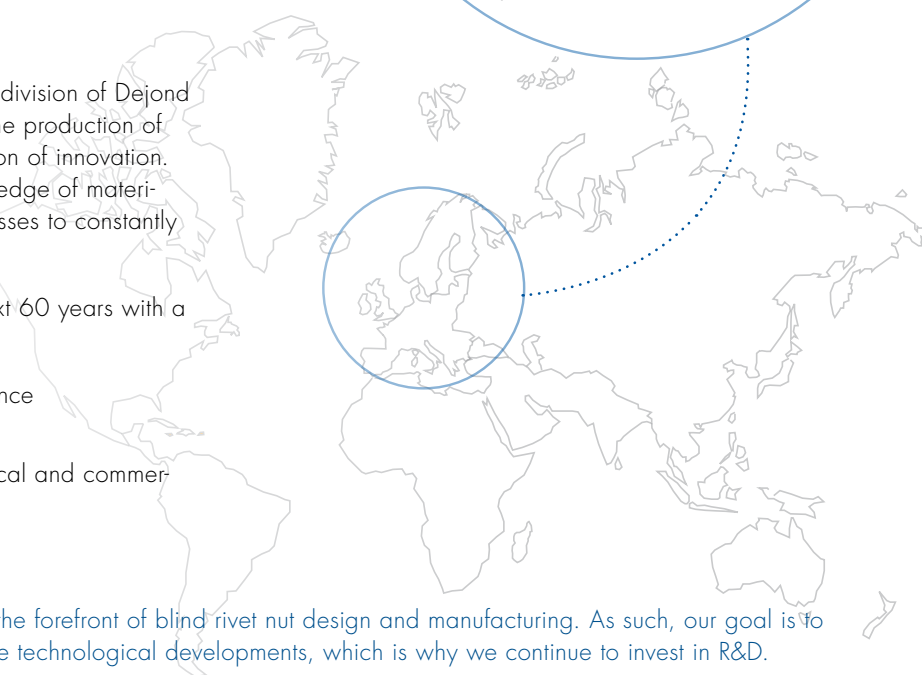 division of Dejond
e production of
on of innovation.
edge of materi-
sses to constantly
xt 60 years with a
nce
cal and commer-
the forefront of blind rivet nut design and manufacturing. As such, our goal is to
e technological developments, which is why we continue to invest in R&D.